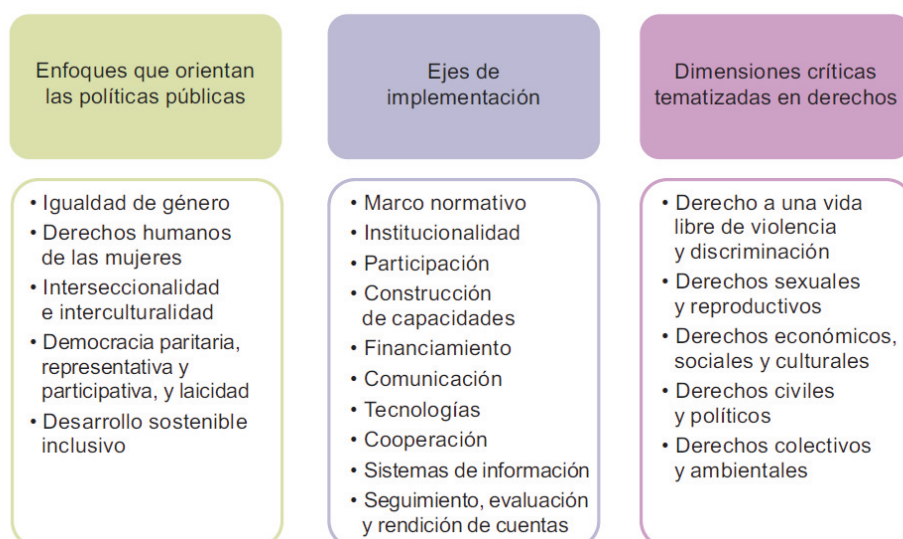 Enfoques que orientan
las políticas públicas
• Igualdad de género
• Derechos humanos
de las mujeres
• Interseccionalidad
e interculturalidad
• Democracia paritaria,
representativa y
participativa, y laicidad
• Desarrollo sostenible
inclusivo
Ejes de
implementación
• Marco normativo
• Institucionalidad
• Participación
• Construcción
de capacidades
• Financiamiento
• Comunicación
• Tecnologías
• Cooperación
• Sistemas de información
• Seguimiento, evaluación
y rendición de cuentas
Dimensiones críticas
tematizadas en derechos
• Derecho a una vida
libre de violencia
y discriminación
• Derechos sexuales
y reproductivos
• Derechos económicos,
sociales y culturales
• Derechos civiles
y políticos
• Derechos colectivos
y ambientales